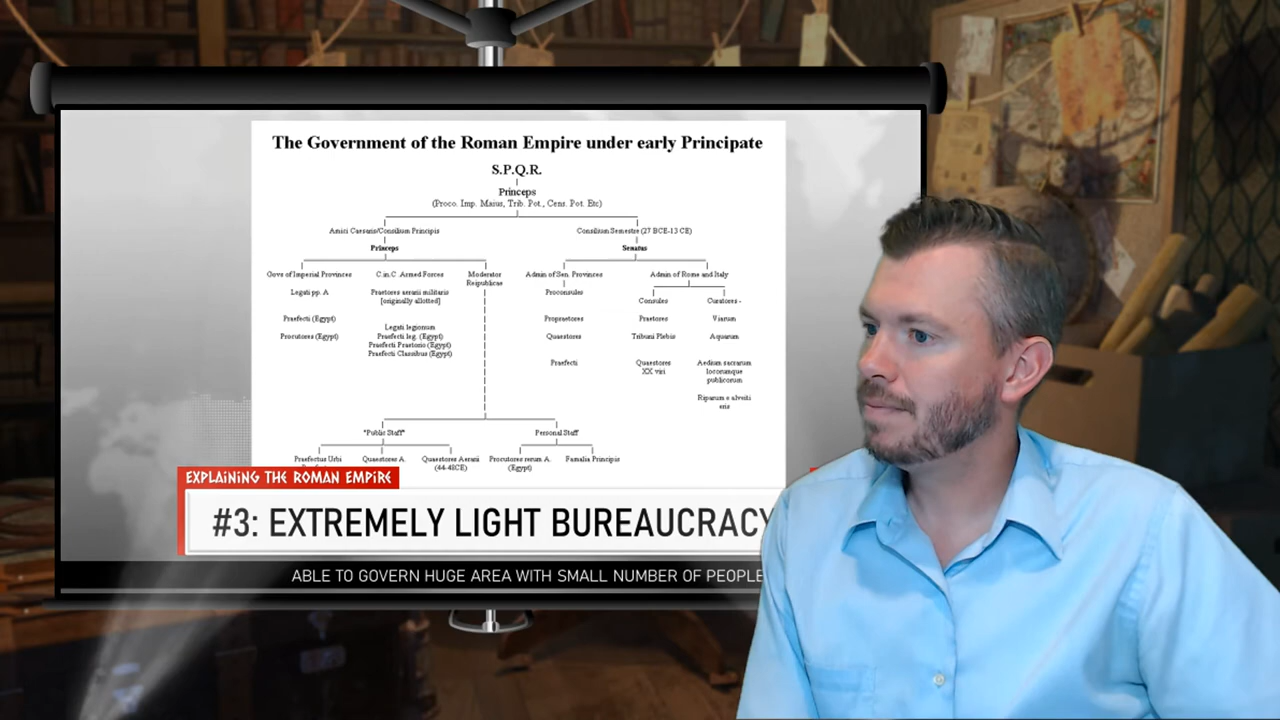 The Government of the Roman Empire under early Principate
S.P.Q.R.
Princeps
(Proco. Imp. Maius, Trib. Pot., Cens. Pot. Etc)
Amici Caesaris/Consilium Principis
Consilium Semestre (27 BCE-13 CE)
Princeps
Senatus
Govs of Imperial Provinces
C.in.C .Armed Forces
Moderator
Reipublicae
Admin of Sen. Provinces
Admin of Rome and Italy
Legati pp. A
Praetores aerarii militaris
[originally allotted]
Proconsules
Consules
Curatores -
Praefecti (Egypt)
Propraetores
Praetores
Viarum
Procutores (Egypt)
Legati legionum
Praefecti leg. (Egypt)
Praefecti Praetorio (Egypt)
Praefecti Classibus (Egypt)
Quaestores
Tribuni Plebis
Aquarum
Praefecti
Quaestores
XX viri
Aedium sacrarum
locorumque
publicorum
Riparum e alvei
"Public Staff"
Personal Staff
Praefectus Urbi
Quaestores A.
Quaestores Aerarii
(44-48CE)
Procutores rerum A.
(Egypt)
Familia Principis
EXPLAINING THE ROMAN EMPIRE
#3: EXTREMELY LIGHT BUREAUCRACY
ABLE TO GOVERN HUGE AREA WITH SMALL NUMBER OF PEOPLE